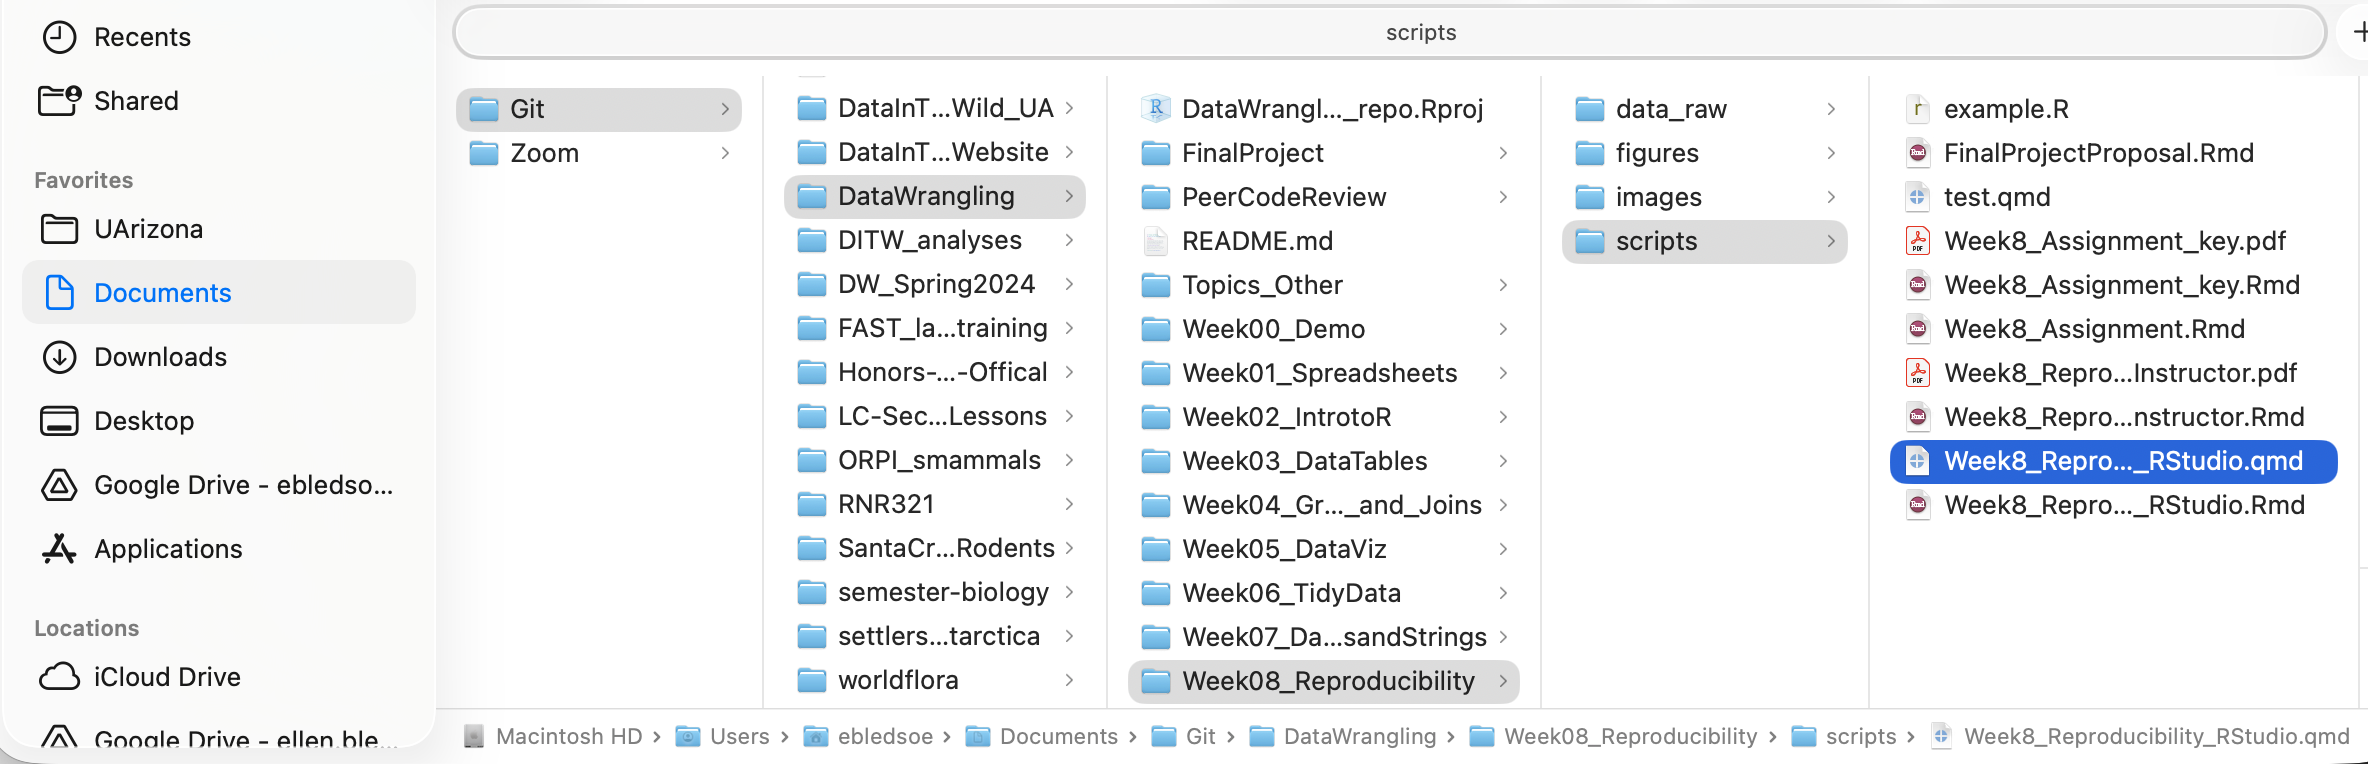 Recents
Shared
Favorites
UArizona
Documents
Downloads
Desktop
Google Drive - ebledso...
Applications
Locations
iCloud Drive
Google Drive - ellen.ble...
scripts
Git
Zoom
DataInT...Wild_UA
DataInT...Website
DataWrangling
DITW_analyses
DW_Spring2024
FAST_la...training
Honors-...-Offical
LC-Sec...Lessons
ORPI_smammals
RNR321
SantaCr...Rodents
semester-biology
settlers...tarctica
worldflora
DataWrangl..._repo.Rproj
FinalProject
PeerCodeReview
README.md
Topics_Other
Week00_Demo
Week01_Spreadsheets
Week02_IntrotoR
Week03_DataTables
Week04_Gr..._and_Joins
Week05_DataViz
Week06_TidyData
Week07_Da...sandStrings
Week08_Reproducibility
data_raw
figures
images
scripts
example.R
FinalProjectProposal.Rmd
test.qmd
Week8_Assignment_key.pdf
Week8_Assignment_key.Rmd
Week8_Assignment.Rmd
Week8_Repro...Instructor.pdf
Week8_Repro...nstructor.Rmd
Week8_Repro..._RStudio.qmd
Week8_Repro..._RStudio.Rmd
Macintosh HD › Users › ebledsoe › Documents › Git › DataWrangling › Week08_Reproducibility › scripts › Week8_Reproducibility_RStudio.qmd